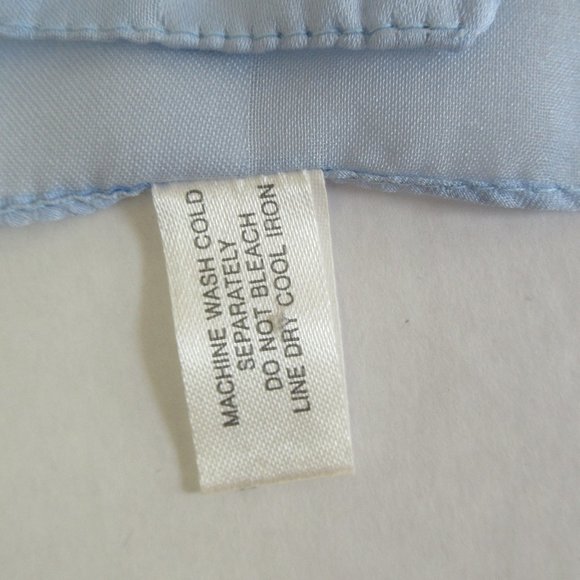 MACHINE WASH COLD
SEPARATELY
DO NOT BLEACH
LINE DRY COOL IRON